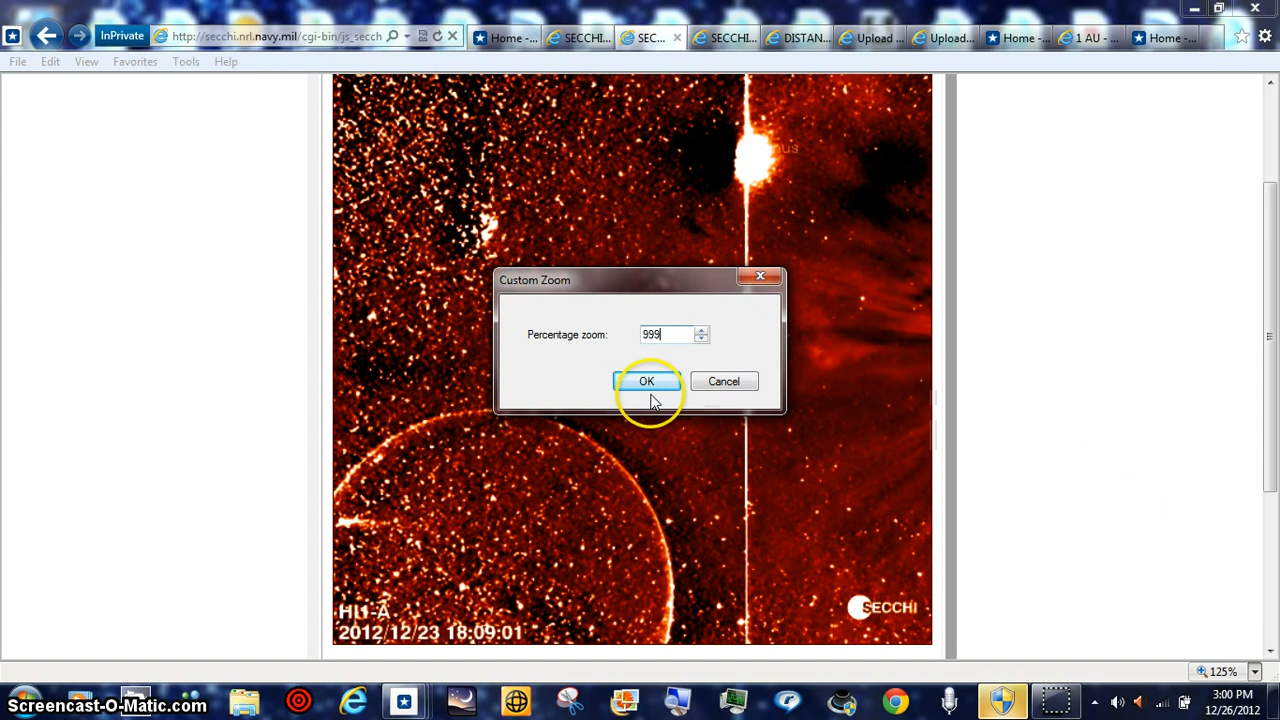 InPrivate
http://secchi.nrl.navy.mil/cgi-bin/js_secch
Home -...
SECCHI...
SEC...
SECCHI...
DISTAN...
Upload ...
Upload...
Home -...
1 AU - ...
Home -...
File Edit View Favorites Tools Help
nus
Custom Zoom
Percentage zoom: 999
OK Cancel
HI1-A
2012/12/23 18:09:01
SECCHI
125%
3:00 PM
12/26/2012
Screencast-O-Matic.com